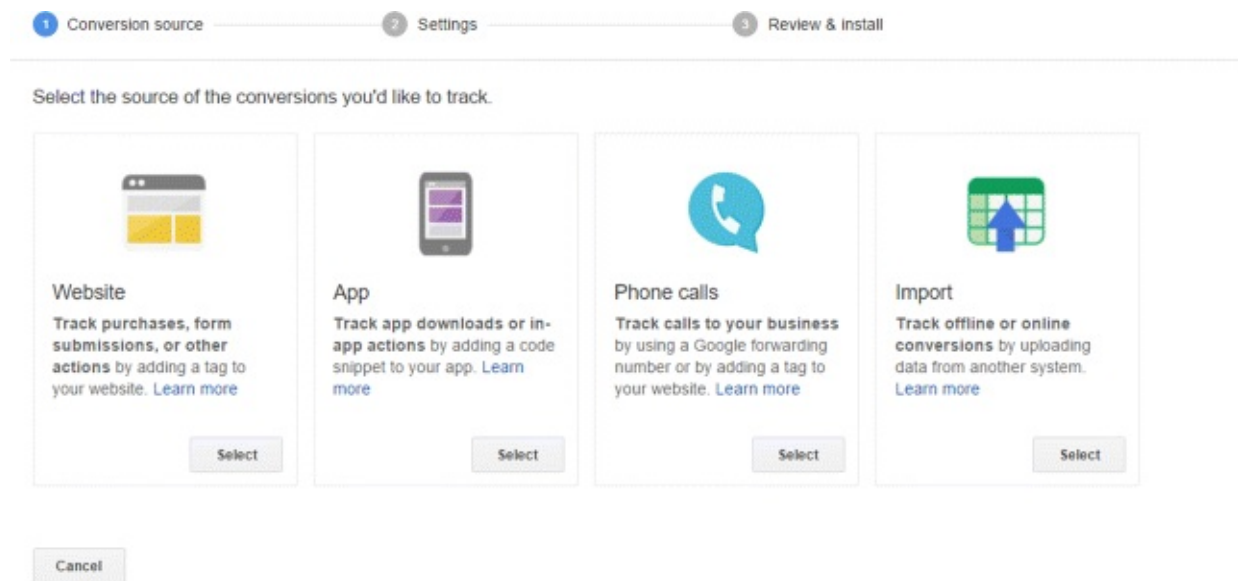 1 Conversion source 2 Settings 3 Review & install
Select the source of the conversions you'd like to track.
Website
Track purchases, form
submissions, or other
actions by adding a tag to
your website. Learn more
Select
App
Track app downloads or in-
app actions by adding a code
snippet to your app. Learn
more
Select
Phone calls
Track calls to your business
by using a Google forwarding
number or by adding a tag to
your website. Learn more
Select
Import
Track offline or online
conversions by uploading
data from another system.
Learn more
Select
Cancel